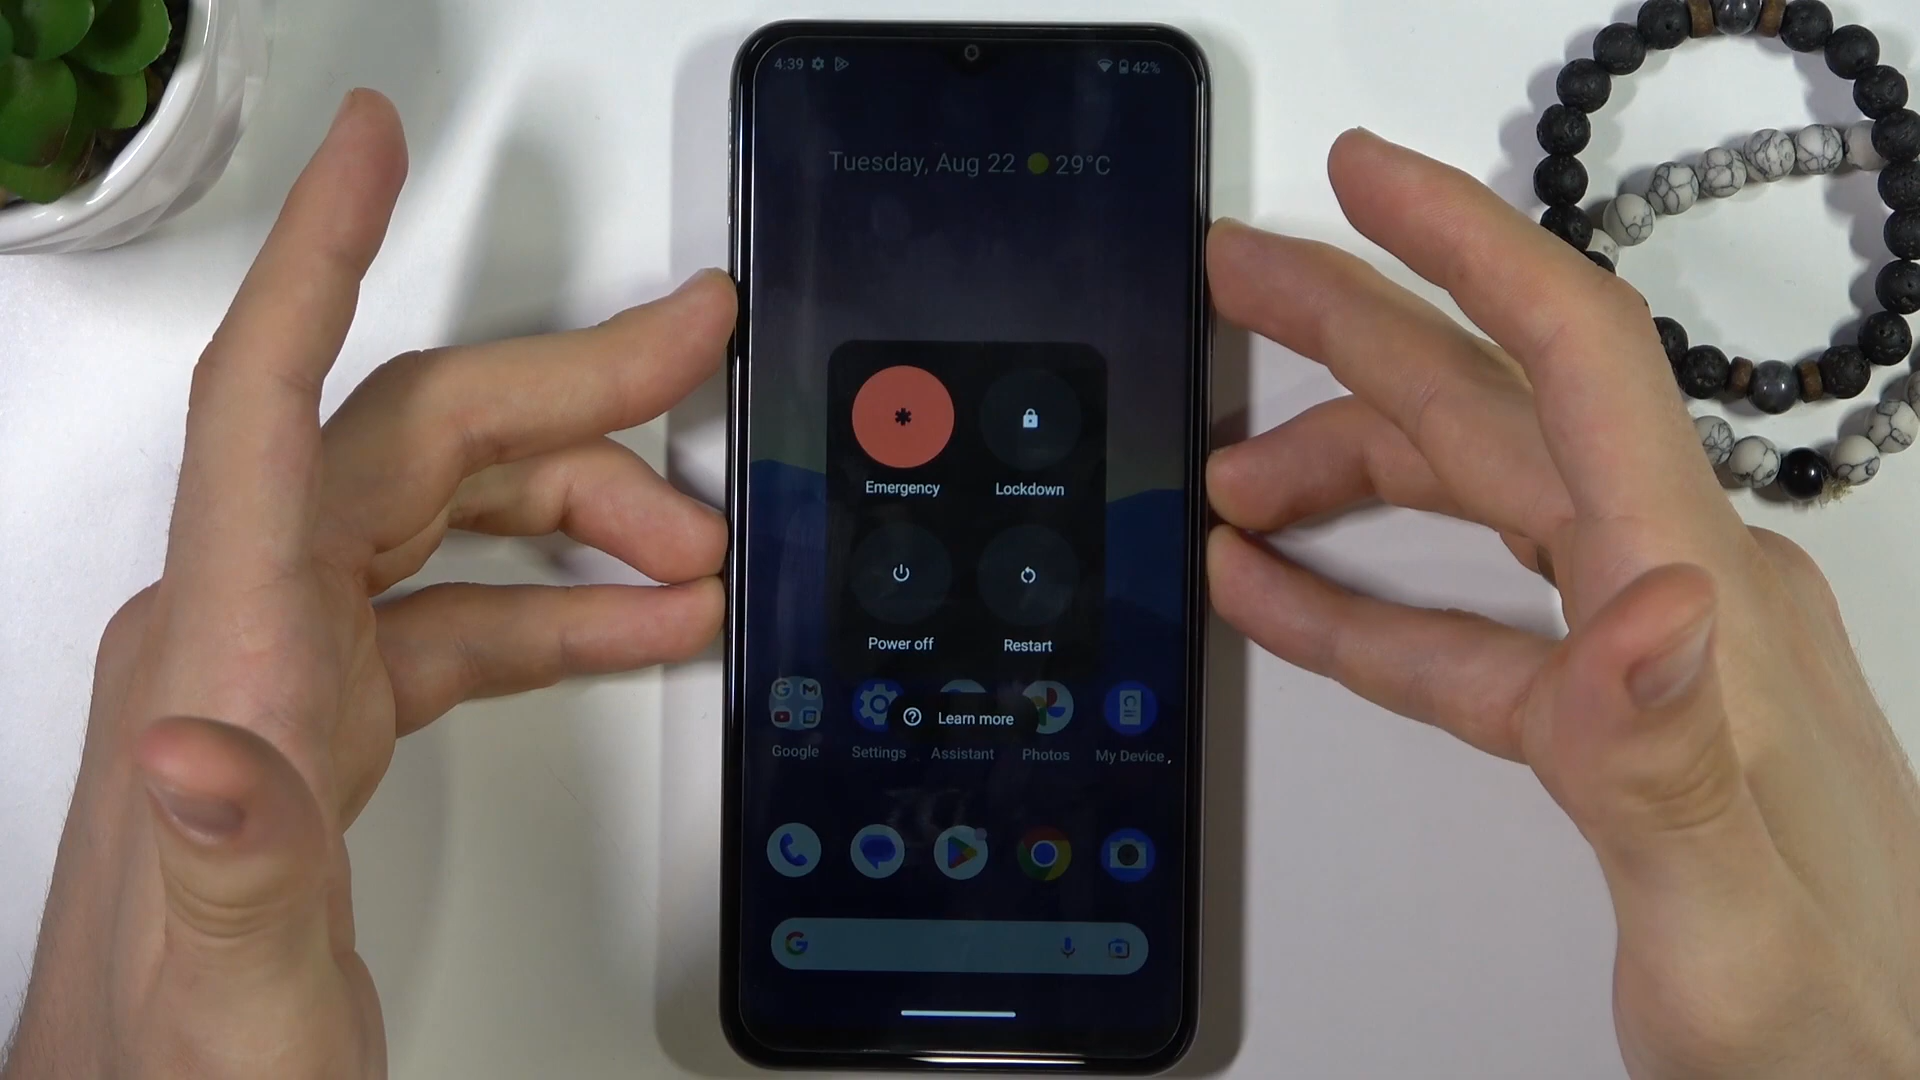 4:39
42%
Tuesday, Aug 22 29°C
Emergency
Lockdown
Power off
Restart
Learn more
Google
Settings
Assistant
Photos
My Device